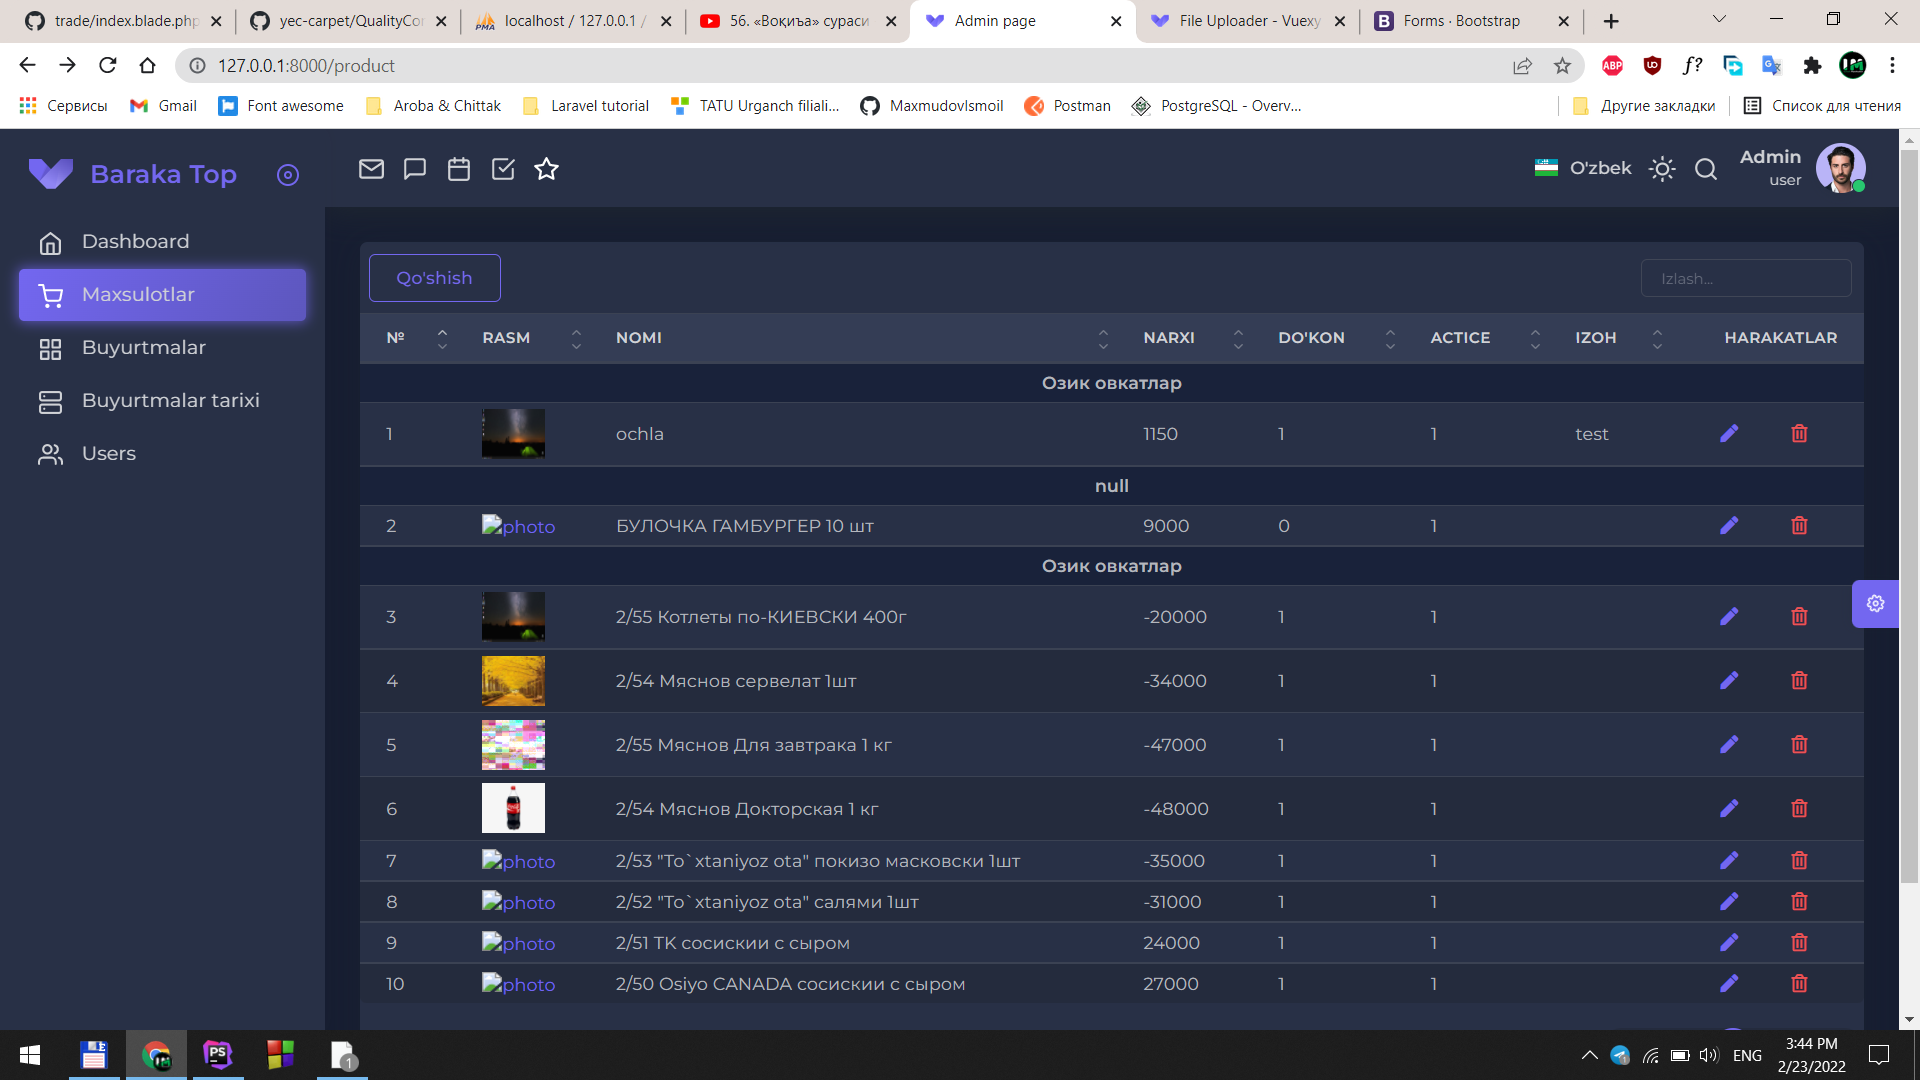 trade/index.blade.php
yec-carpet/QualityCon
localhost / 127.0.0.1 /
56. «Воқиъа» сураси
Admin page
File Uploader - Vuexy
Forms · Bootstrap
127.0.0.1:8000/product
ABP
f?
Сервисы
Gmail
Font awesome
Aroba & Chittak
Laravel tutorial
TATU Urganch filiali...
MaxmudovIsmoil
Postman
PostgreSQL - Overv...
Другие закладки
Список для чтения
Baraka Top
O'zbek
Admin
user
Dashboard
Maxsulotlar
Buyurtmalar
Buyurtmalar tarixi
Users
Qo'shish
Izlash...
№ RASM NOMI NARXI DO'KON ACTICE IZOH HARAKATLAR
Озик овкатлар
1 ochla 1150 1 1 test
null
2 photo БУЛОЧКА ГАМБУРГЕР 10 шт 9000 0 1
Озик овкатлар
3 2/55 Котлеты по-КИЕВСКИ 400г -20000 1 1
4 2/54 Мяснов сервелат 1шт -34000 1 1
5 2/55 Мяснов Для завтрака 1 кг -47000 1 1
6 2/54 Мяснов Докторская 1 кг -48000 1 1
7 photo 2/53 "To`xtaniyoz ota" покизо масковски 1шт -35000 1 1
8 photo 2/52 "To`xtaniyoz ota" салями 1шт -31000 1 1
9 photo 2/51 ТК сосискии с сыром 24000 1 1
10 photo 2/50 Osiyo CANADA сосискии с сыром 27000 1 1
PS
1
ENG
3:44 PM
2/23/2022